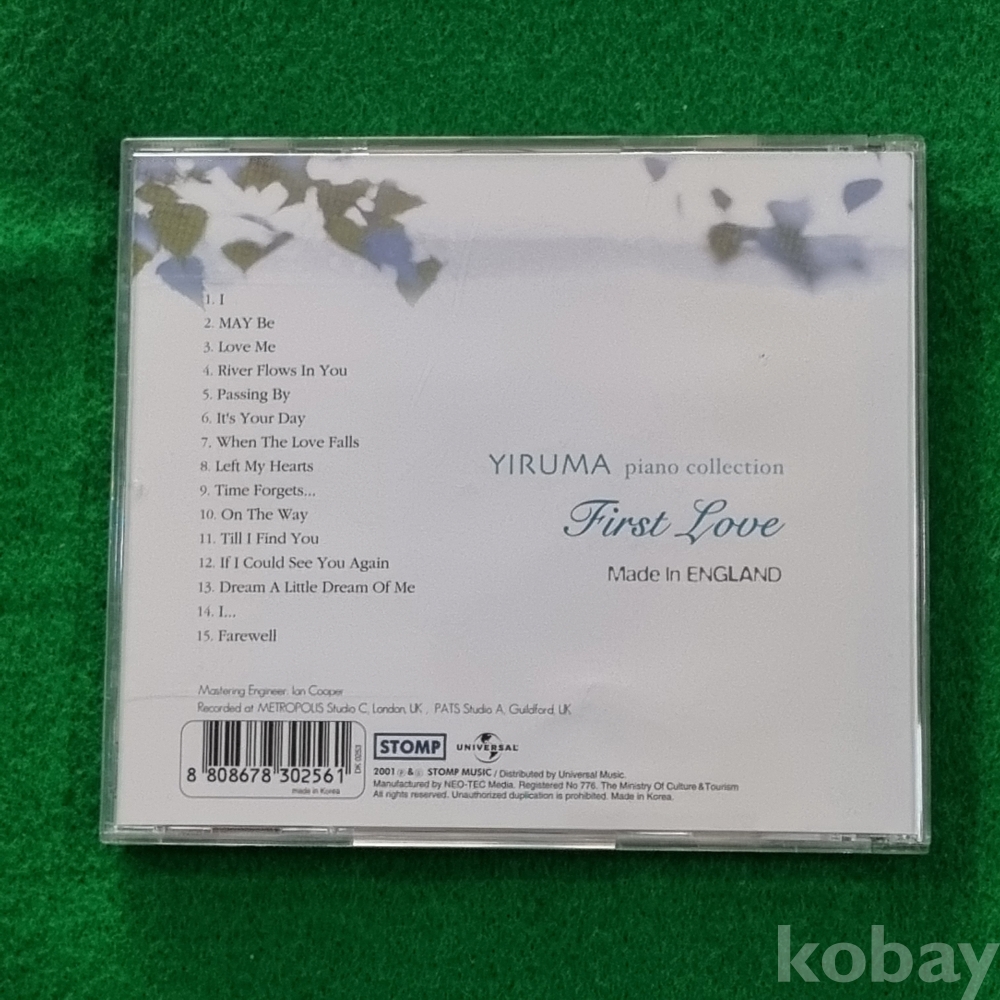 1. I
2. MAY Be
3. Love Me
4. River Flows In You
5. Passing By
6. It's Your Day
7. When The Love Falls
8. Left My Hearts
9. Time Forgets...
10. On The Way
11. Till I Find You
12. If I Could See You Again
13. Dream A Little Dream Of Me
14. I...
15. Farewell
YIRUMA piano collection
First Love
Made In ENGLAND
Mastering Engineer. Ian Cooper
Recorded at METROPOLIS Studio C, London, UK , PATS Studio A, Guildford, UK
8 808678 302561
made in Korea
DK 0253
STOMP
UNIVERSAL
2001 ℗ & © STOMP MUSIC / Distributed by Universal Music.
Manufactured by NEO-TEC Media. Registered No 776. The Ministry Of Culture & Tourism
All rights reserved. Unauthorized duplication is prohibited. Made in Korea.
kobay